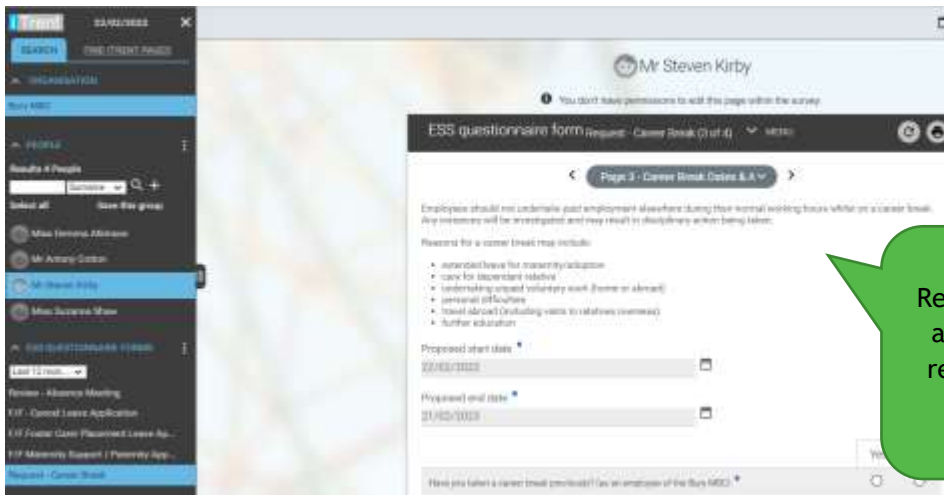 iTrent
22/02/2022
SEARCH
FIND ITRENT PAGES
ORGANISATION
Bury MBC
PEOPLE
Results 4 People
Surname
Select all
Save this group
Miss Gemma Atkinson
Mr Antony Cotton
Mr Steven Kirby
Miss Suzanne Shaw
ESS QUESTIONNAIRE FORMS
Last 12 mon...
Review - Absence Meeting
F/F - Cancel Leave Application
F/F Foster Carer Placement Leave Ap...
F/F Maternity Support / Paternity App...
Request - Career Break
Mr Steven Kirby
You don't have permissions to edit this page within the survey.
ESS questionnaire form Request - Career Break (3 of 4)
MENU
Page 3 - Career Break Dates & A
Employees should not undertake paid employment elsewhere during their normal working hours whilst on a career break.
Any instances will be investigated and may result in disciplinary action being taken.
Reasons for a career break may include:
extended leave for maternity/adoption
care for dependant relative
undertaking unpaid voluntary work (home or abroad)
personal difficulties
travel abroad (including visits to relatives overseas)
further education
Proposed start date *
22/02/2022
Proposed end date *
21/02/2023
Ye
Have you taken a career break previously? (as an employee of the Bury MBC) *
Re
a
re